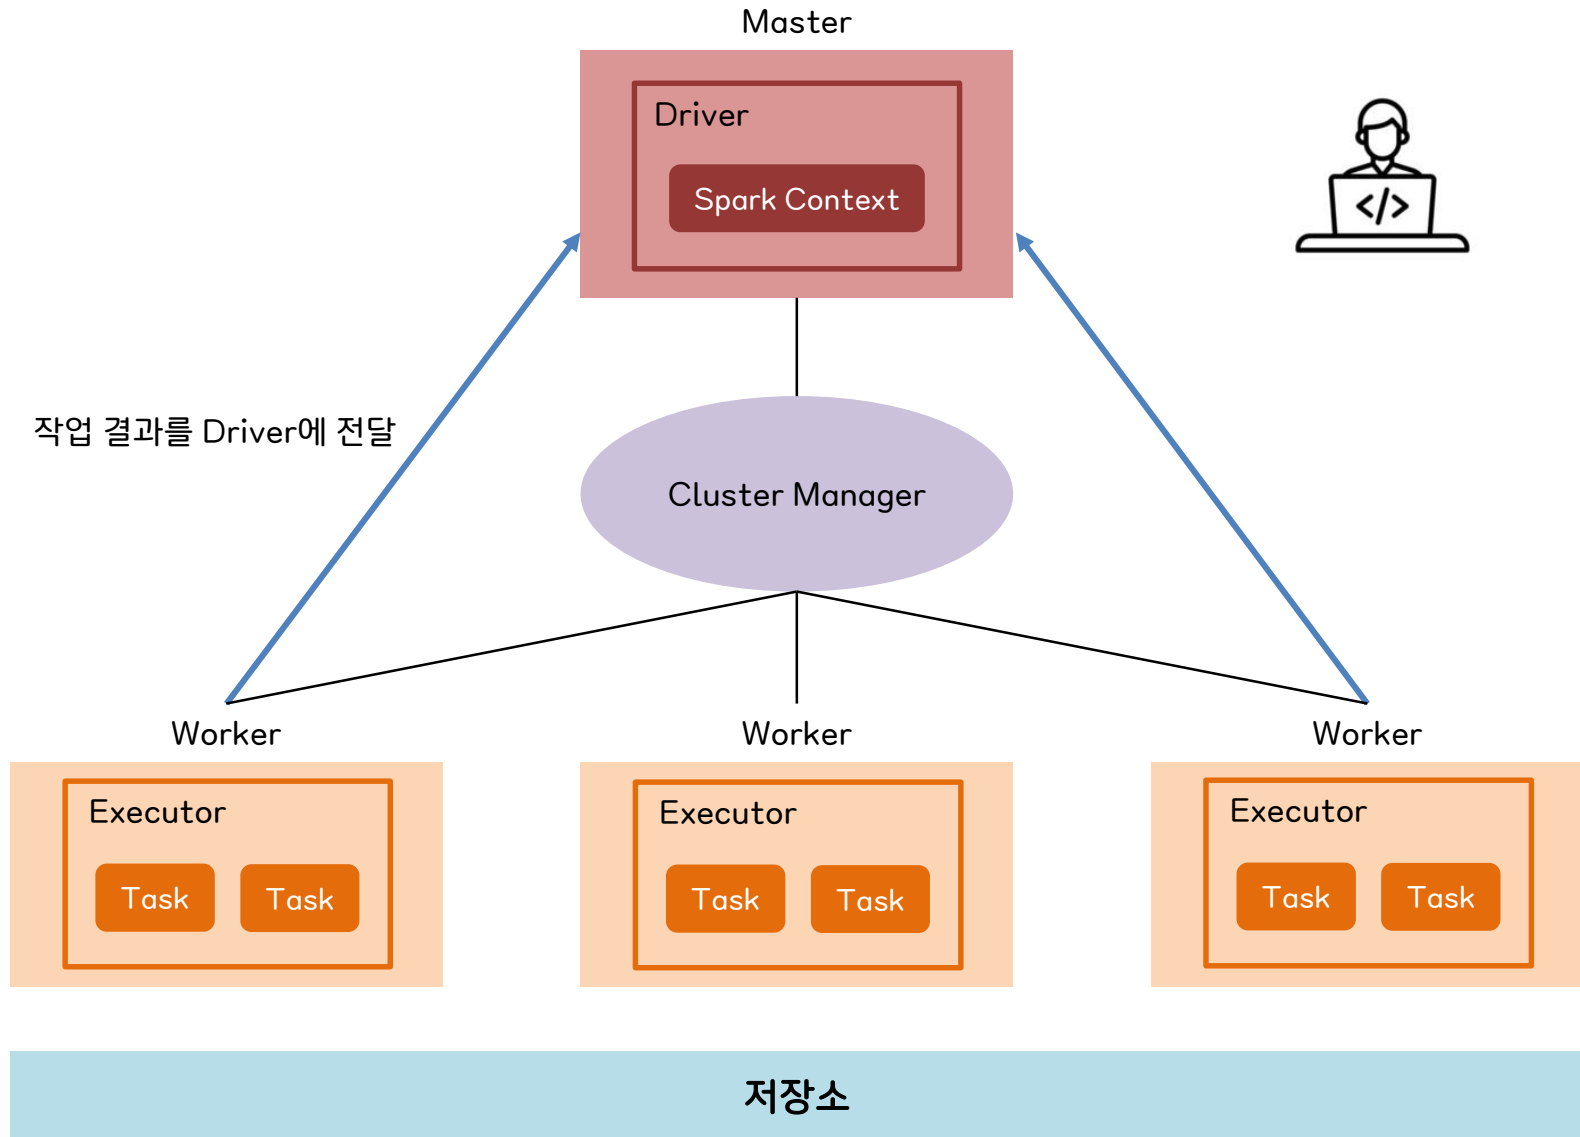 Master
Driver
Spark Context
</>
작업 결과를 Driver에 전달
Cluster Manager
Worker
Worker
Worker
Executor
Executor
Executor
Task
Task
Task
Task
Task
Task
저장소